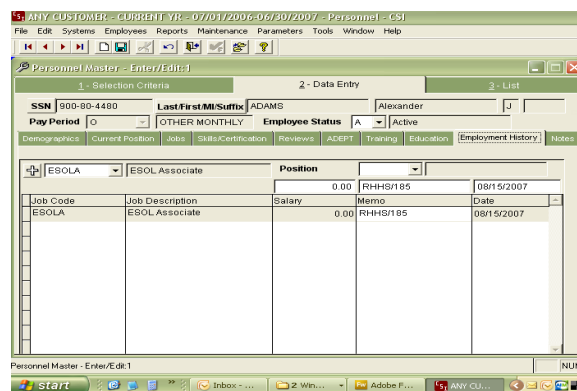 ANY CUSTOMER - CURRENT YR - 07/01/2006-06/30/2007 - Personnel - CSI
File Edit Systems Employees Reports Maintenance Parameters Tools Window Help
Personnel Master - Enter/Edit:1
1 - Selection Criteria 2 - Data Entry 3 - List
SSN 900-80-4480 Last/First/MI/Suffix ADAMS Alexander J
Pay Period O OTHER MONTHLY Employee Status A Active
Demographics Current Position Jobs Skills/Certification Reviews ADEPT Training Education Employment History Notes
ESOLA ESOL Associate Position
0.00 RHHS/185 08/15/2007
Job Code Job Description Salary Memo Date
ESOLA ESOL Associate 0.00 RHHS/185 08/15/2007
Personnel Master - Enter/Edit:1 NU
start Inbox - ... 2 Win... Adobe F... ANY CU...